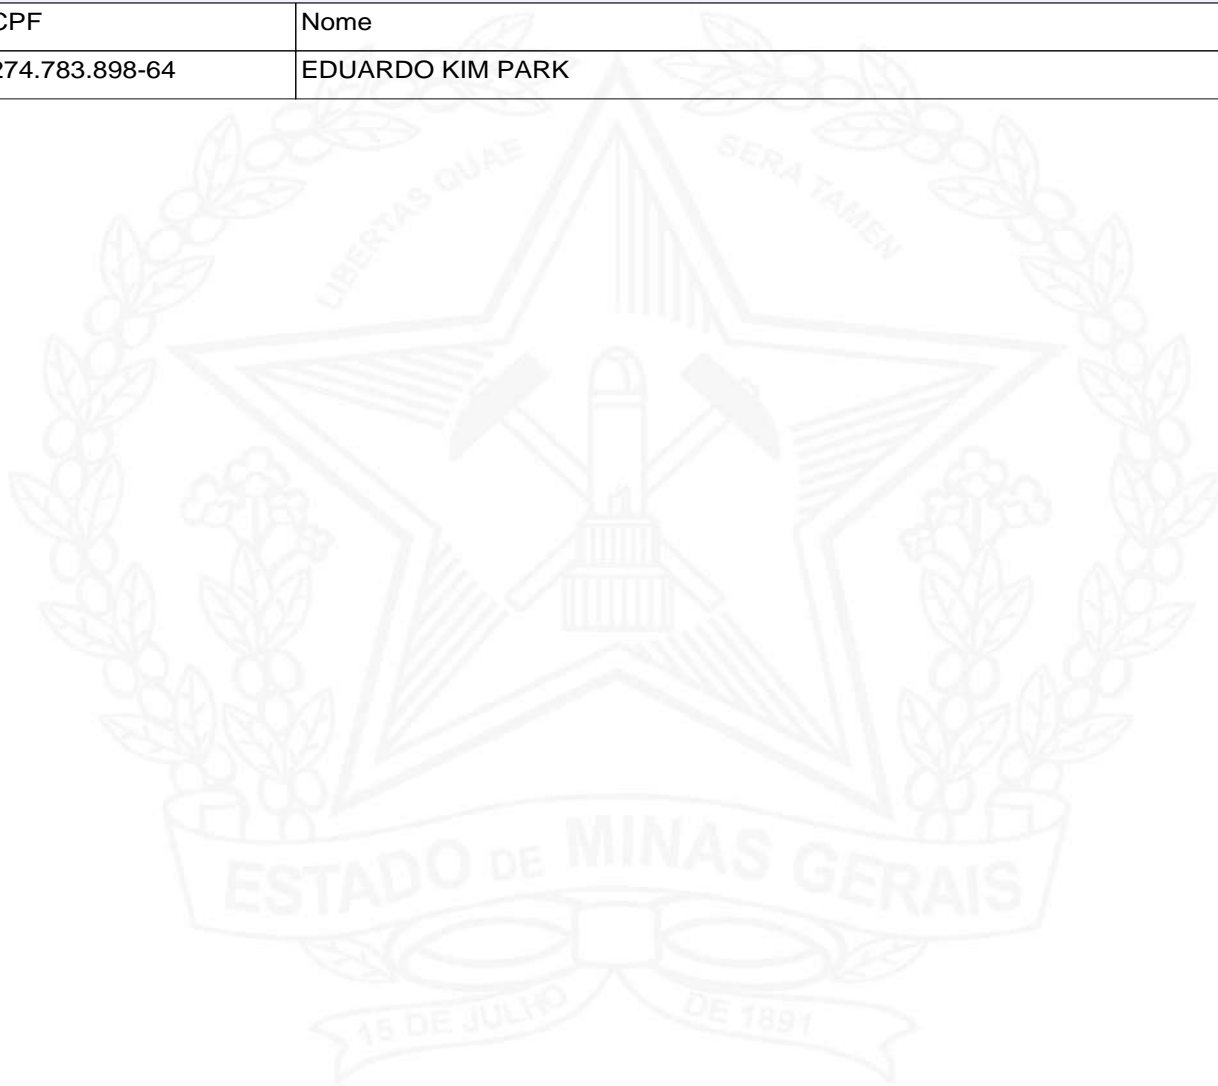 CPF Nome
274.783.898-64 EDUARDO KIM PARK
LIBERTAS QUAE SERA TAMEN
ESTADO DE MINAS GERAIS
15 DE JULHO DE 1891